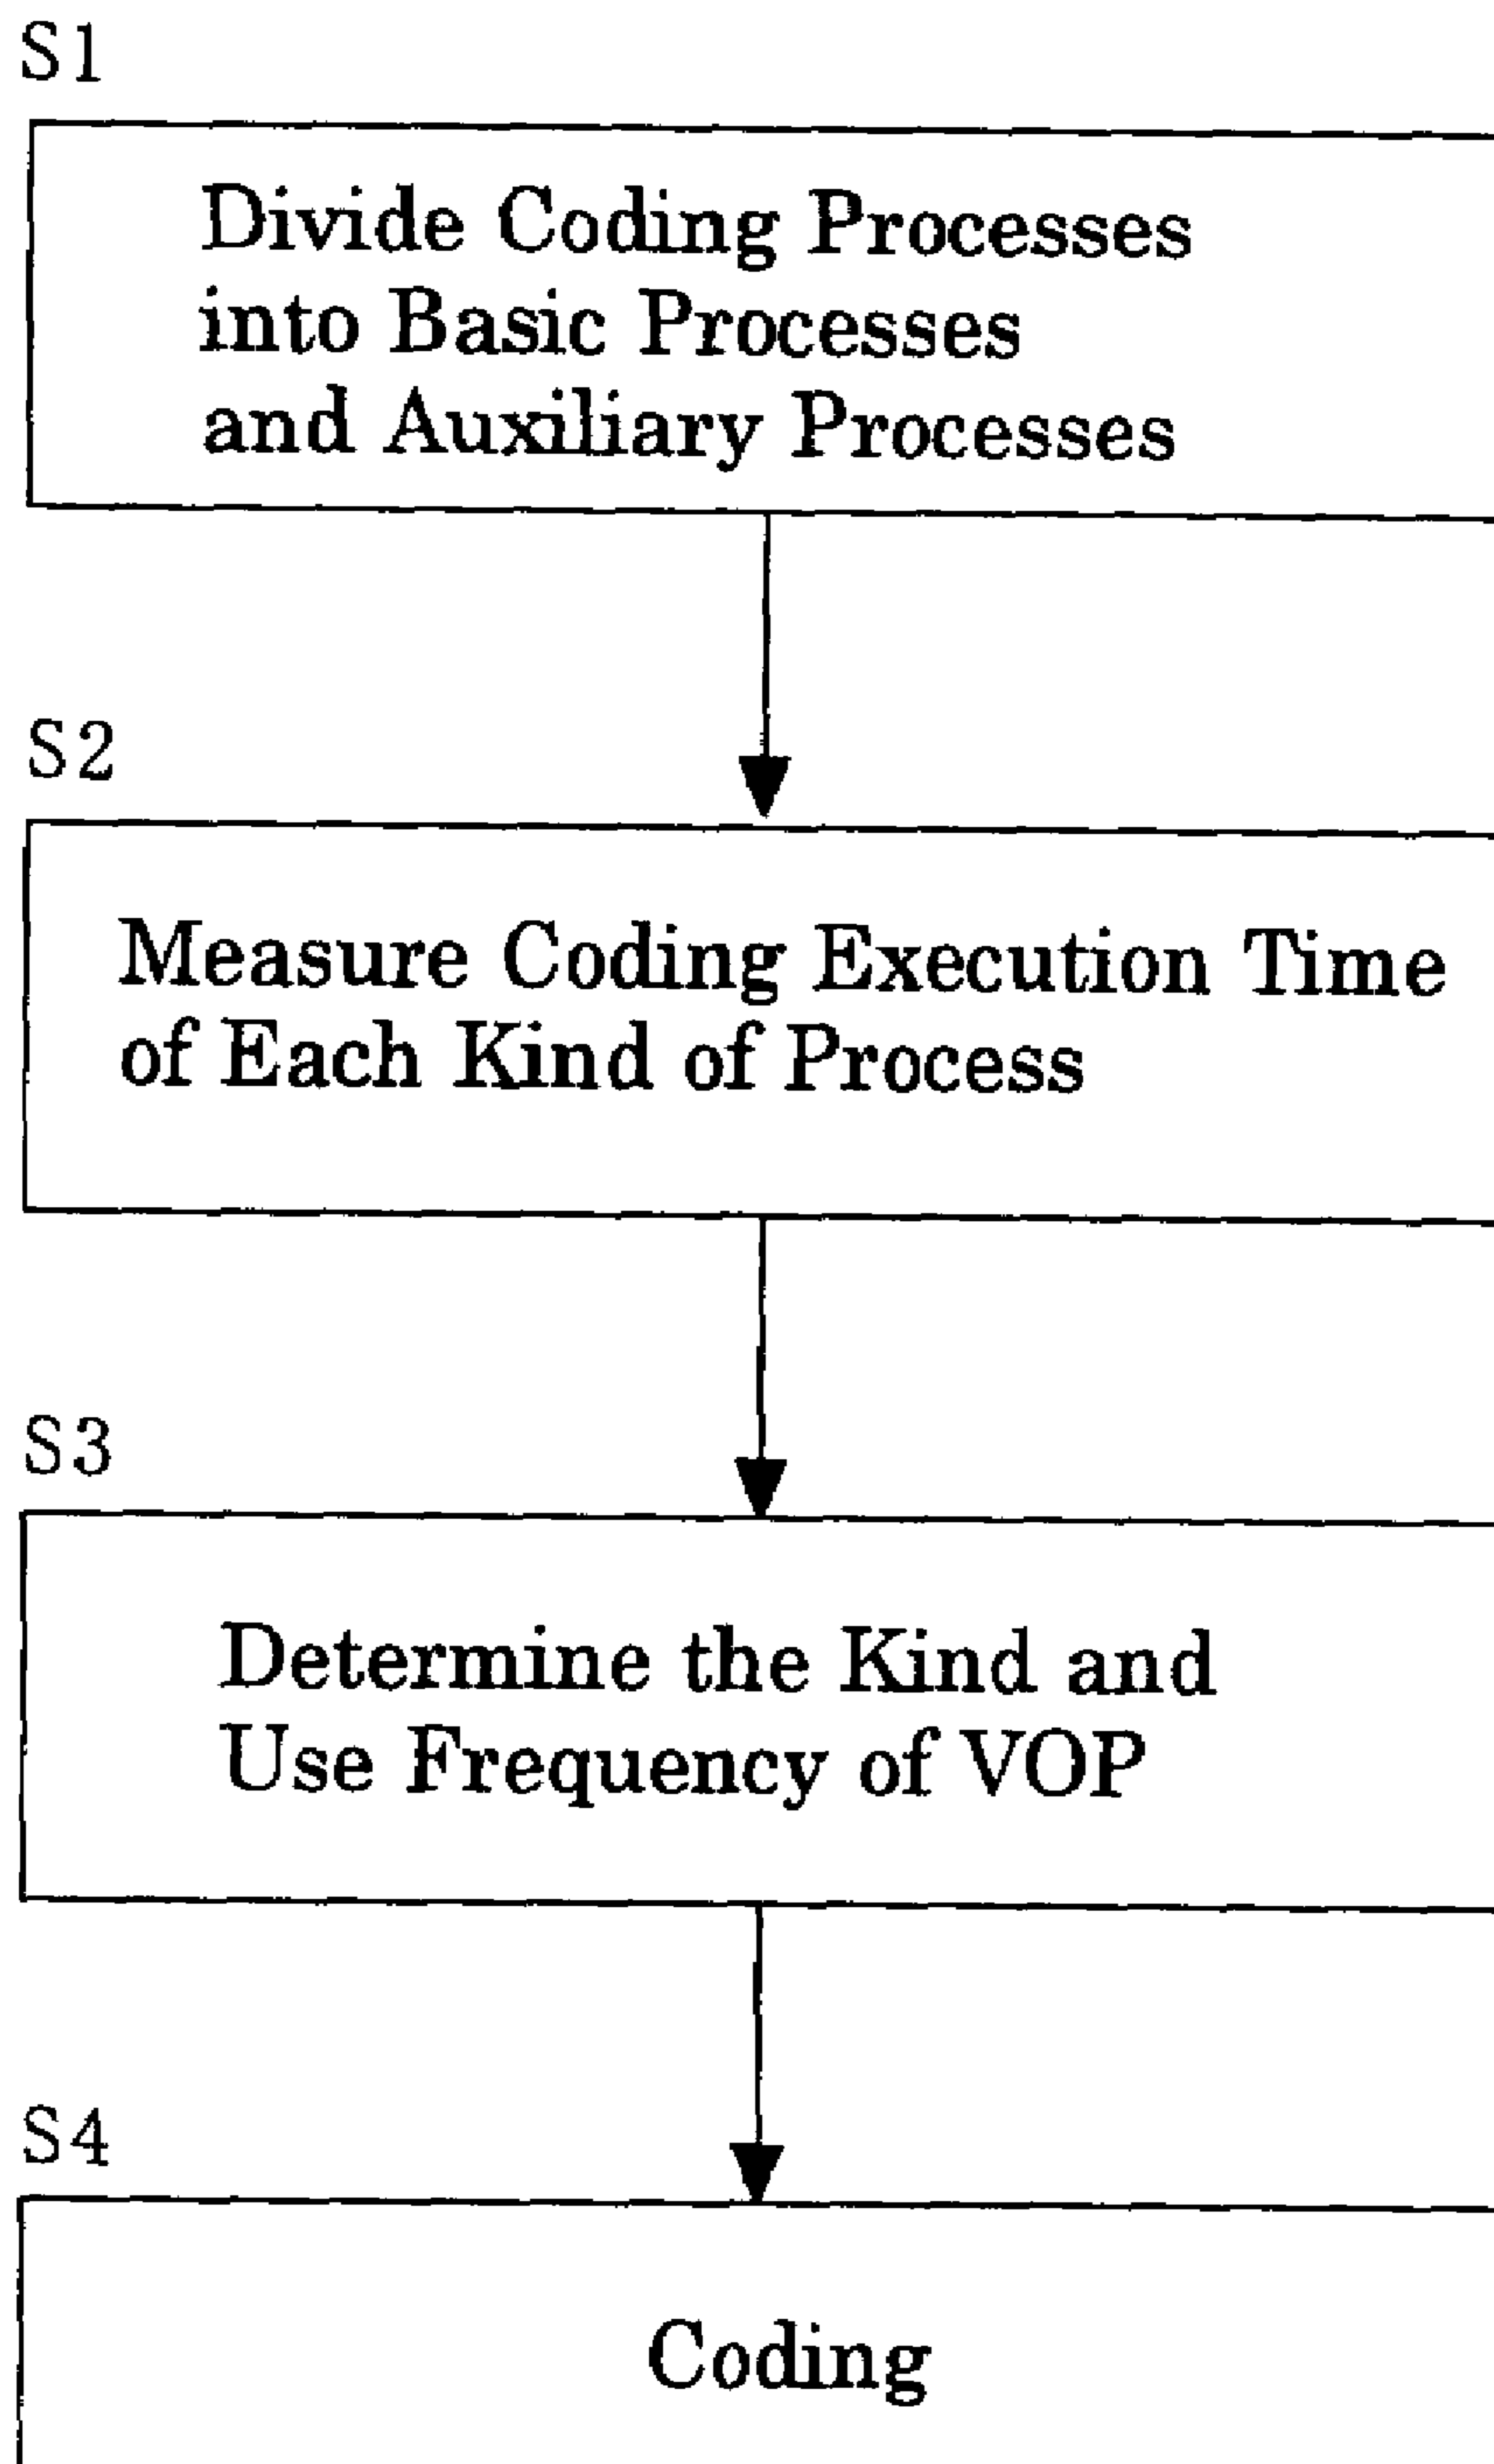 S1
Divide Coding Processes
into Basic Processes
and Auxiliary Processes
S2
Measure Coding Execution Time
of Each Kind of Process
S3
Determine the Kind and
Use Frequency of VOP
S4
Coding